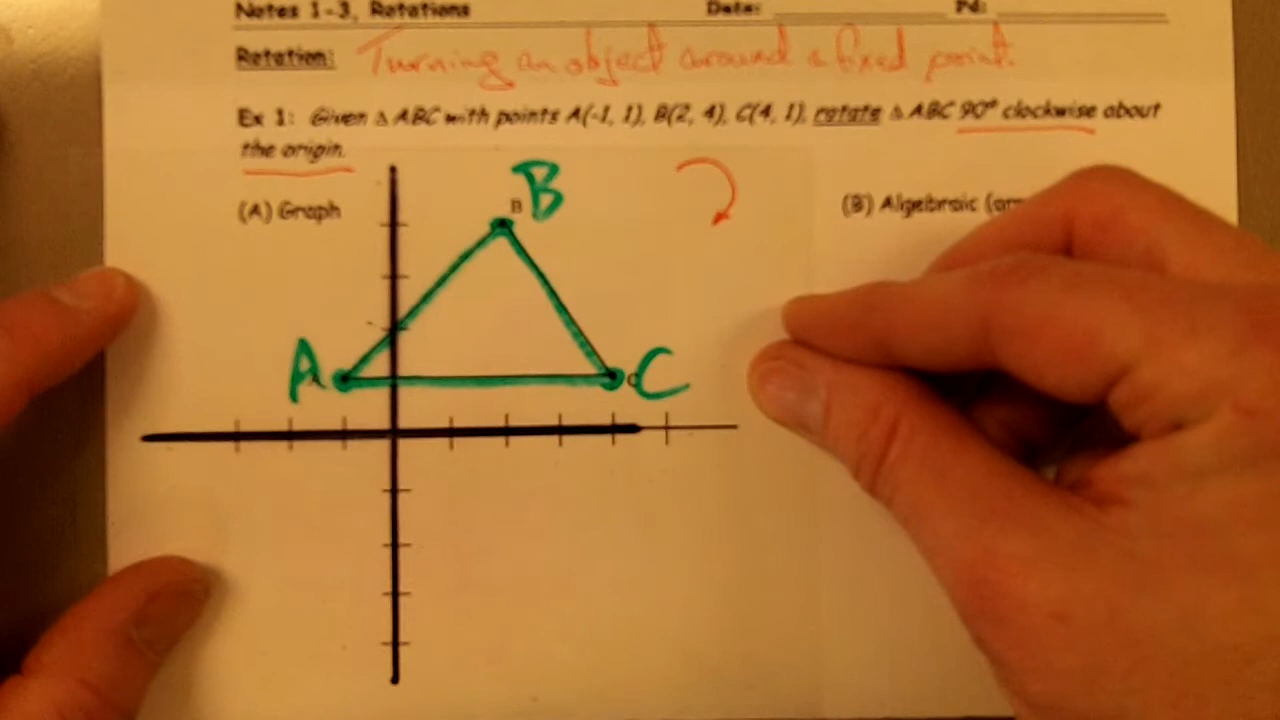 Notes 1-3, Rotations Date: Pd:
Rotation: Turning an object around a fixed point.
Ex 1: Given △ ABC with points A(-1, 1), B(2, 4), C(4, 1), rotate △ ABC 90° clockwise about
the origin.
(A) Graph
(B) Algebraic
B B
A A
C C